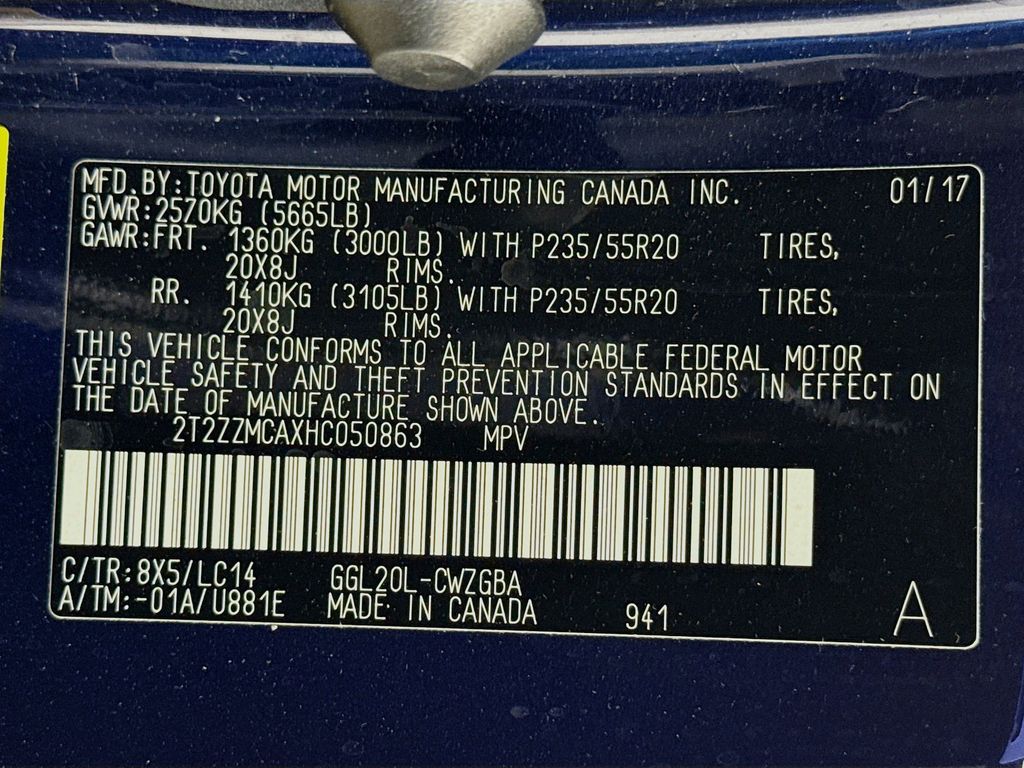 MFD.BY:TOYOTA MOTOR MANUFACTURING CANADA INC. 01/17
GVWR:2570KG (5665LB)
GAWR:FRT. 1360KG (3000LB) WITH P235/55R20 TIRES,
20X8J RIMS.
RR. 1410KG (3105LB) WITH P235/55R20 TIRES,
20X8J RIMS.
THIS VEHICLE CONFORMS TO ALL APPLICABLE FEDERAL MOTOR
VEHICLE SAFETY AND THEFT PREVENTION STANDARDS IN EFFECT ON
THE DATE OF MANUFACTURE SHOWN ABOVE.
2T2ZZMCAXHC050863 MPV
C/TR:8X5/LC14 GGL20L-CWZGBA
A/TM:-01A/U881E MADE IN CANADA 941 A